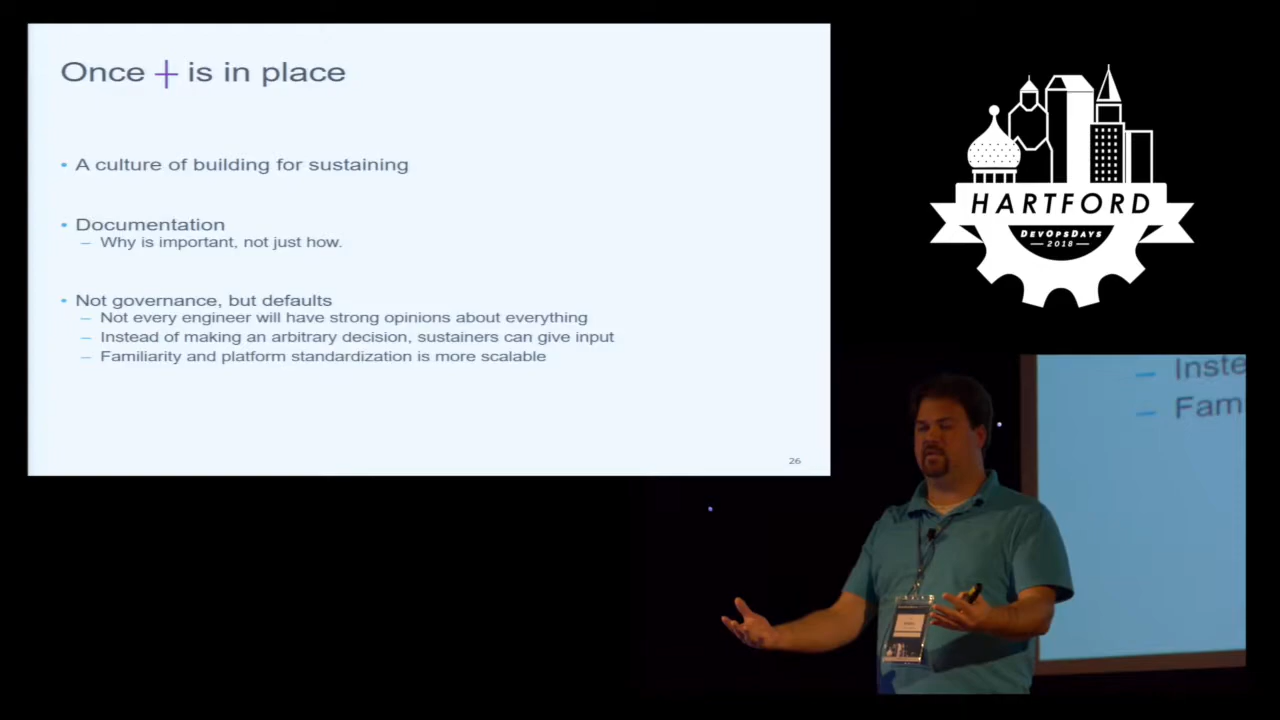 Once + is in place
• A culture of building for sustaining
• Documentation
– Why is important, not just how.
• Not governance, but defaults
– Not every engineer will have strong opinions about everything
– Instead of making an arbitrary decision, sustainers can give input
– Familiarity and platform standardization is more scalable
26
HARTFORD
DEVOPSDAYS
2018
– Inste
– Fam